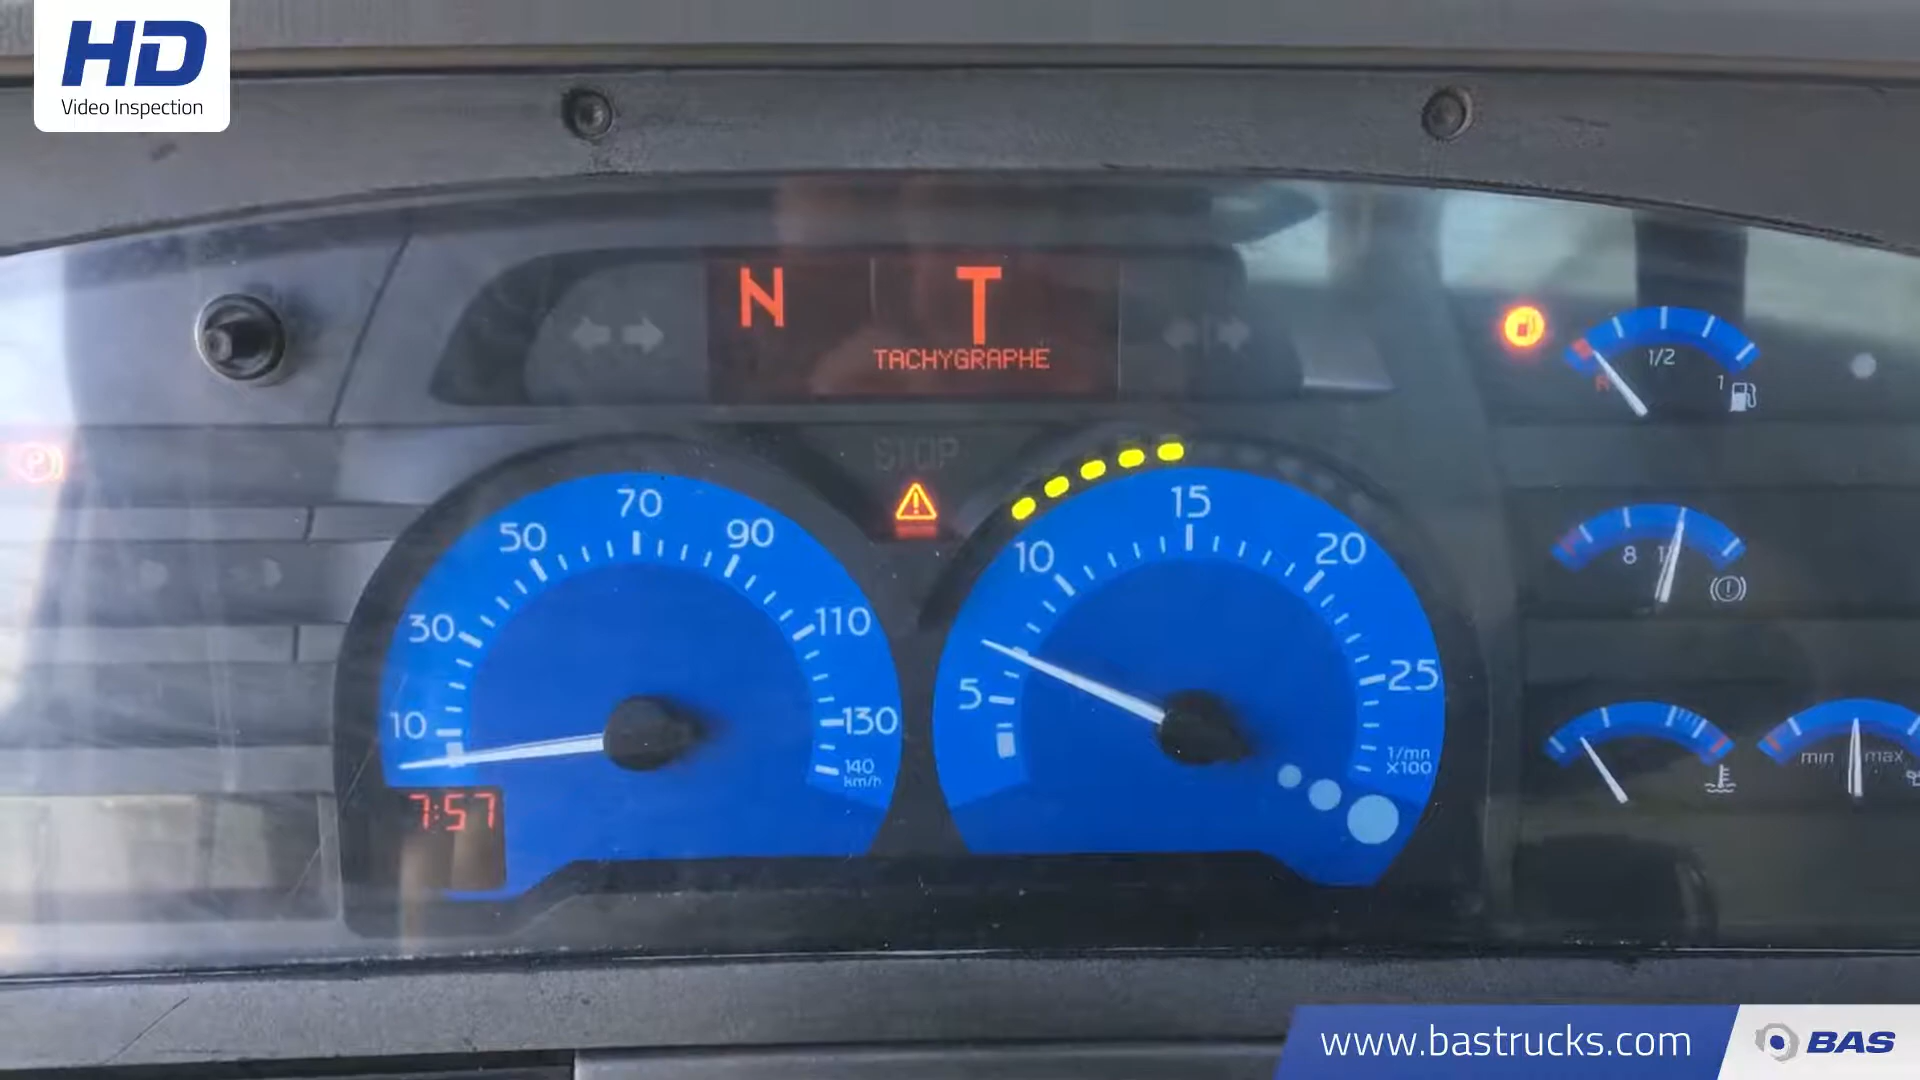 HD
Video Inspection
N
T
TACHYGRAPHE
STOP
R
1/2
1
10
30
50
70
90
110
130
140
km/h
7:57
5
10
15
20
25
1/mn
x100
8
min
max
www.bastrucks.com
BAS